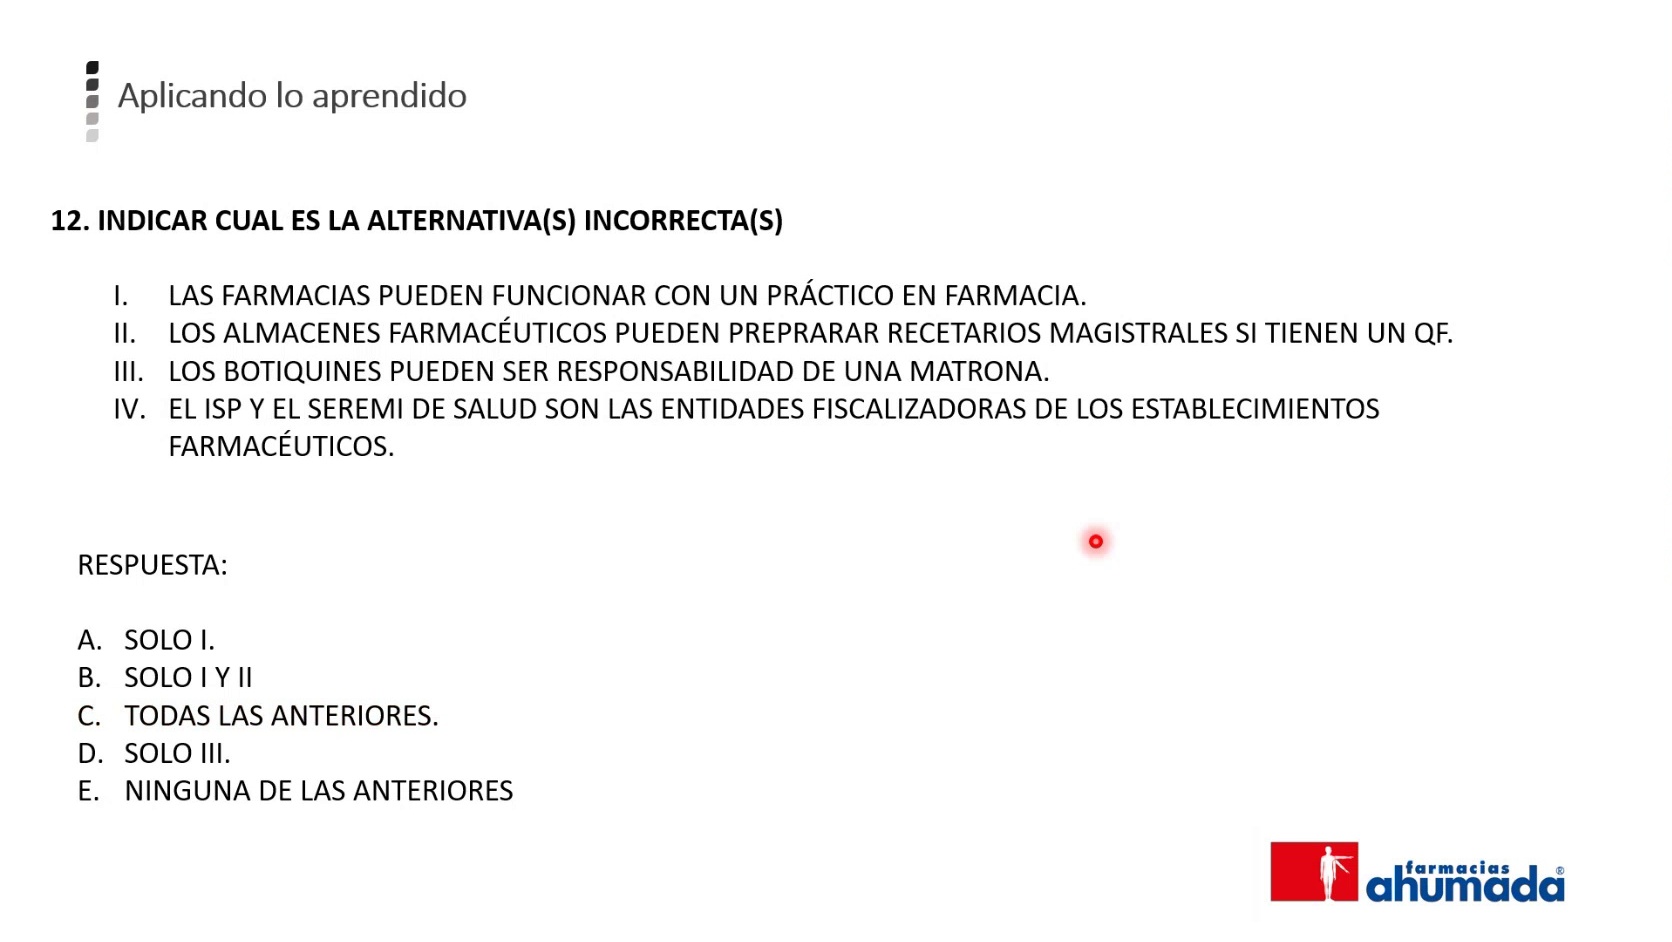 Aplicando lo aprendido
12. INDICAR CUAL ES LA ALTERNATIVA(S) INCORRECTA(S)
I. LAS FARMACIAS PUEDEN FUNCIONAR CON UN PRÁCTICO EN FARMACIA.
II. LOS ALMACENES FARMACÉUTICOS PUEDEN PREPRARAR RECETARIOS MAGISTRALES SI TIENEN UN QF.
III. LOS BOTIQUINES PUEDEN SER RESPONSABILIDAD DE UNA MATRONA.
IV. EL ISP Y EL SEREMI DE SALUD SON LAS ENTIDADES FISCALIZADORAS DE LOS ESTABLECIMIENTOS
FARMACÉUTICOS.
RESPUESTA:
A. SOLO I.
B. SOLO I Y II
C. TODAS LAS ANTERIORES.
D. SOLO III.
E. NINGUNA DE LAS ANTERIORES
farmacias
ahumada®